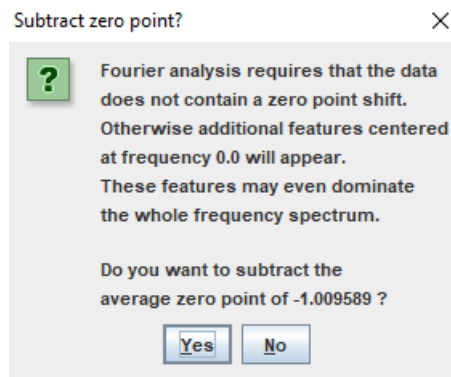 Subtract zero point?
Fourier analysis requires that the data
does not contain a zero point shift.
Otherwise additional features centered
at frequency 0.0 will appear.
These features may even dominate
the whole frequency spectrum.
Do you want to subtract the
average zero point of -1.009589 ?
Yes No